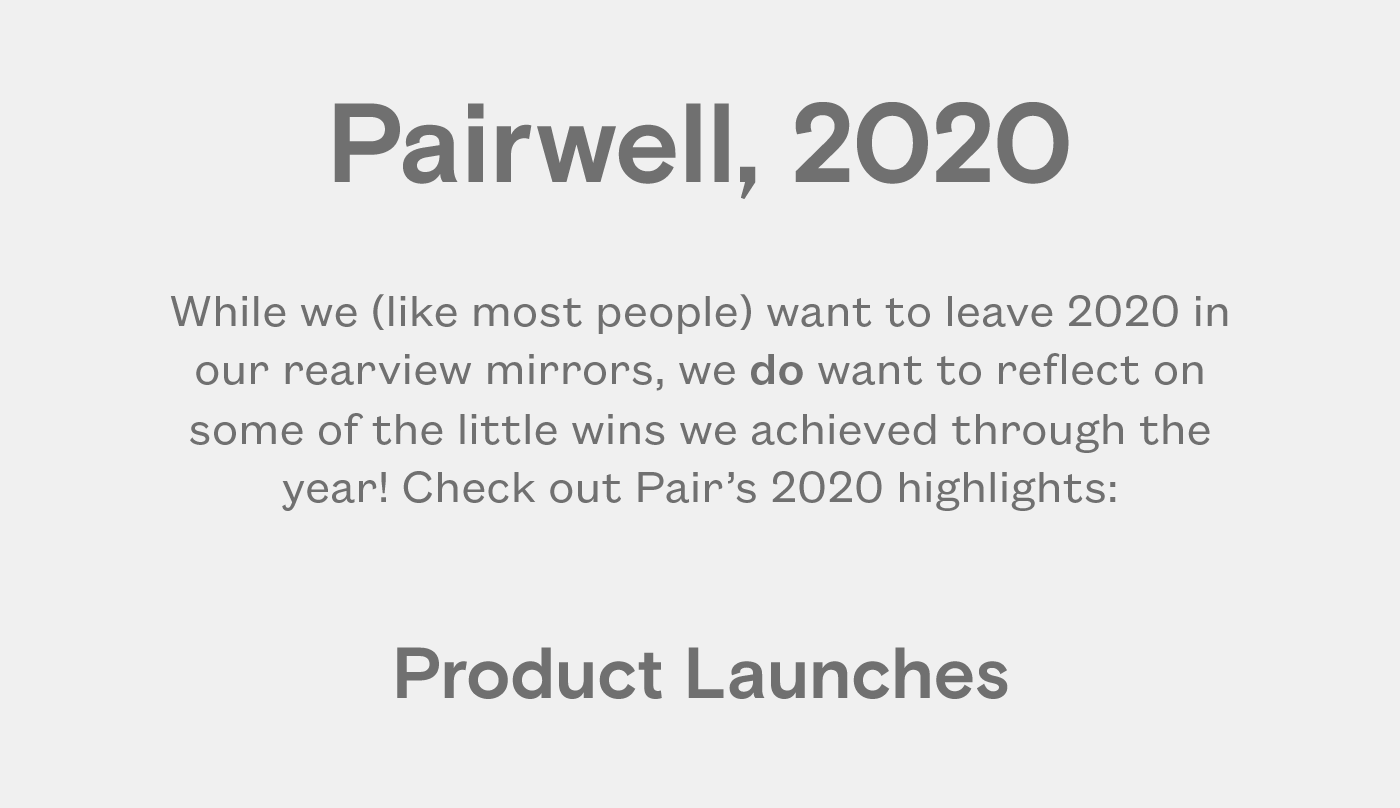 Pairwell, 2020
While we (like most people) want to leave 2020 in
our rearview mirrors, we do want to reflect on
some of the little wins we achieved through the
year! Check out Pair’s 2020 highlights:
Product Launches